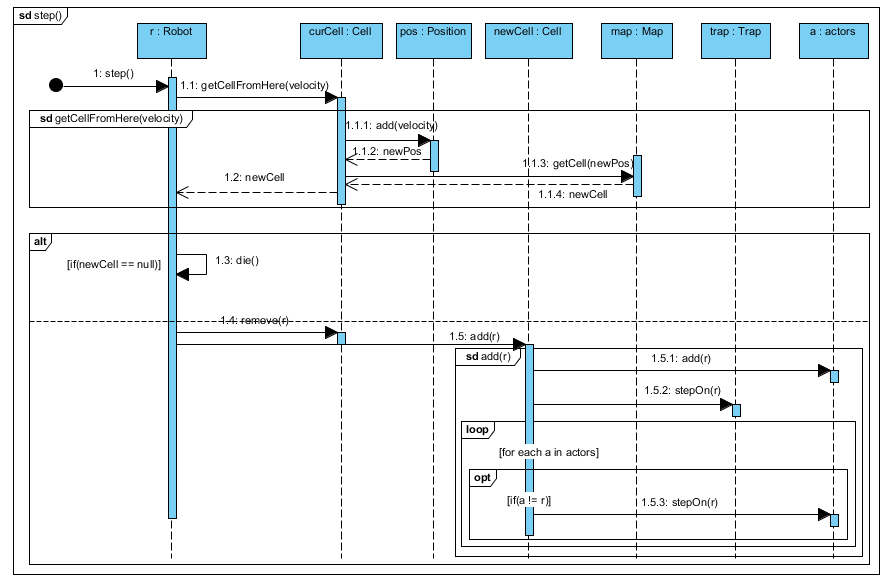 sd step()
r : Robot
curCell : Cell
pos : Position
newCell : Cell
map : Map
trap : Trap
a : actors
1: step()
1.1: getCellFromHere(velocity)
sd getCellFromHere(velocity)
1.1.1: add(velocity)
1.1.2: newPos
1.1.3: getCell(newPos)
1.2: newCell
1.1.4: newCell
alt
[if(newCell == null)]
1.3: die()
1.4: remove(r)
1.5: add(r)
sd add(r)
1.5.1: add(r)
1.5.2: stepOn(r)
loop
[for each a in actors]
opt
[if(a != r)]
1.5.3: stepOn(r)